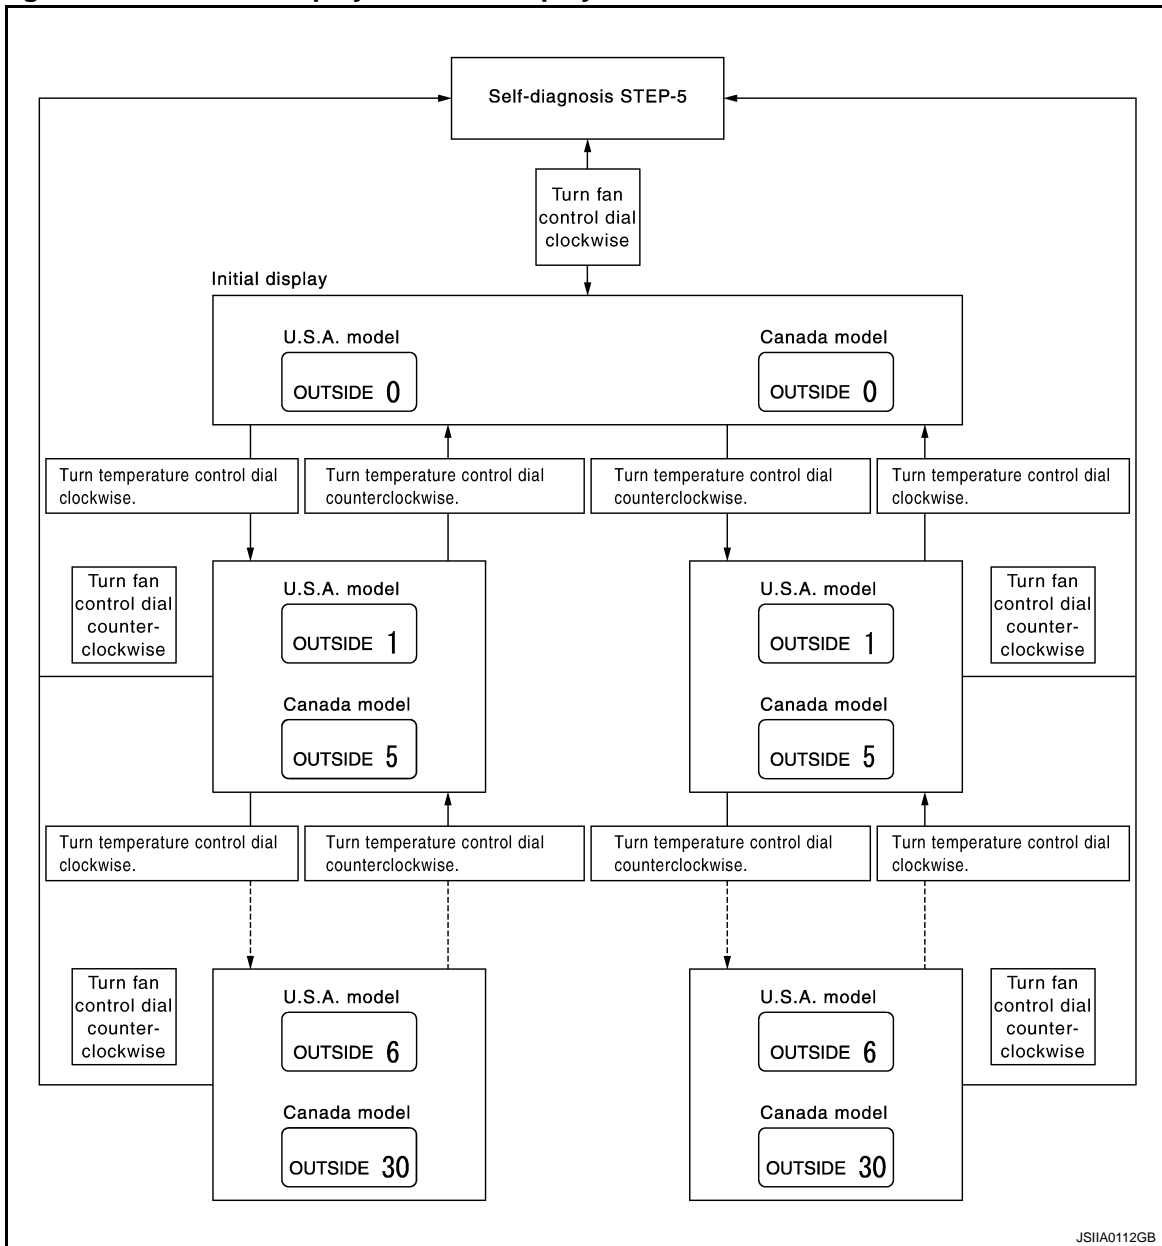 Self-diagnosis STEP-5
Turn fan
control dial
clockwise
Initial display
U.S.A. model
OUTSIDE 0
Canada model
OUTSIDE 0
Turn temperature control dial
clockwise.
Turn temperature control dial
counterclockwise.
Turn temperature control dial
counterclockwise.
Turn temperature control dial
clockwise.
Turn fan
control dial
counter-
clockwise
U.S.A. model
OUTSIDE 1
Canada model
OUTSIDE 5
U.S.A. model
OUTSIDE 1
Canada model
OUTSIDE 5
Turn fan
control dial
counter-
clockwise
Turn temperature control dial
clockwise.
Turn temperature control dial
counterclockwise.
Turn temperature control dial
counterclockwise.
Turn temperature control dial
clockwise.
Turn fan
control dial
counter-
clockwise
U.S.A. model
OUTSIDE 6
Canada model
OUTSIDE 30
U.S.A. model
OUTSIDE 6
Canada model
OUTSIDE 30
Turn fan
control dial
counter-
clockwise
JSIIA0112GB